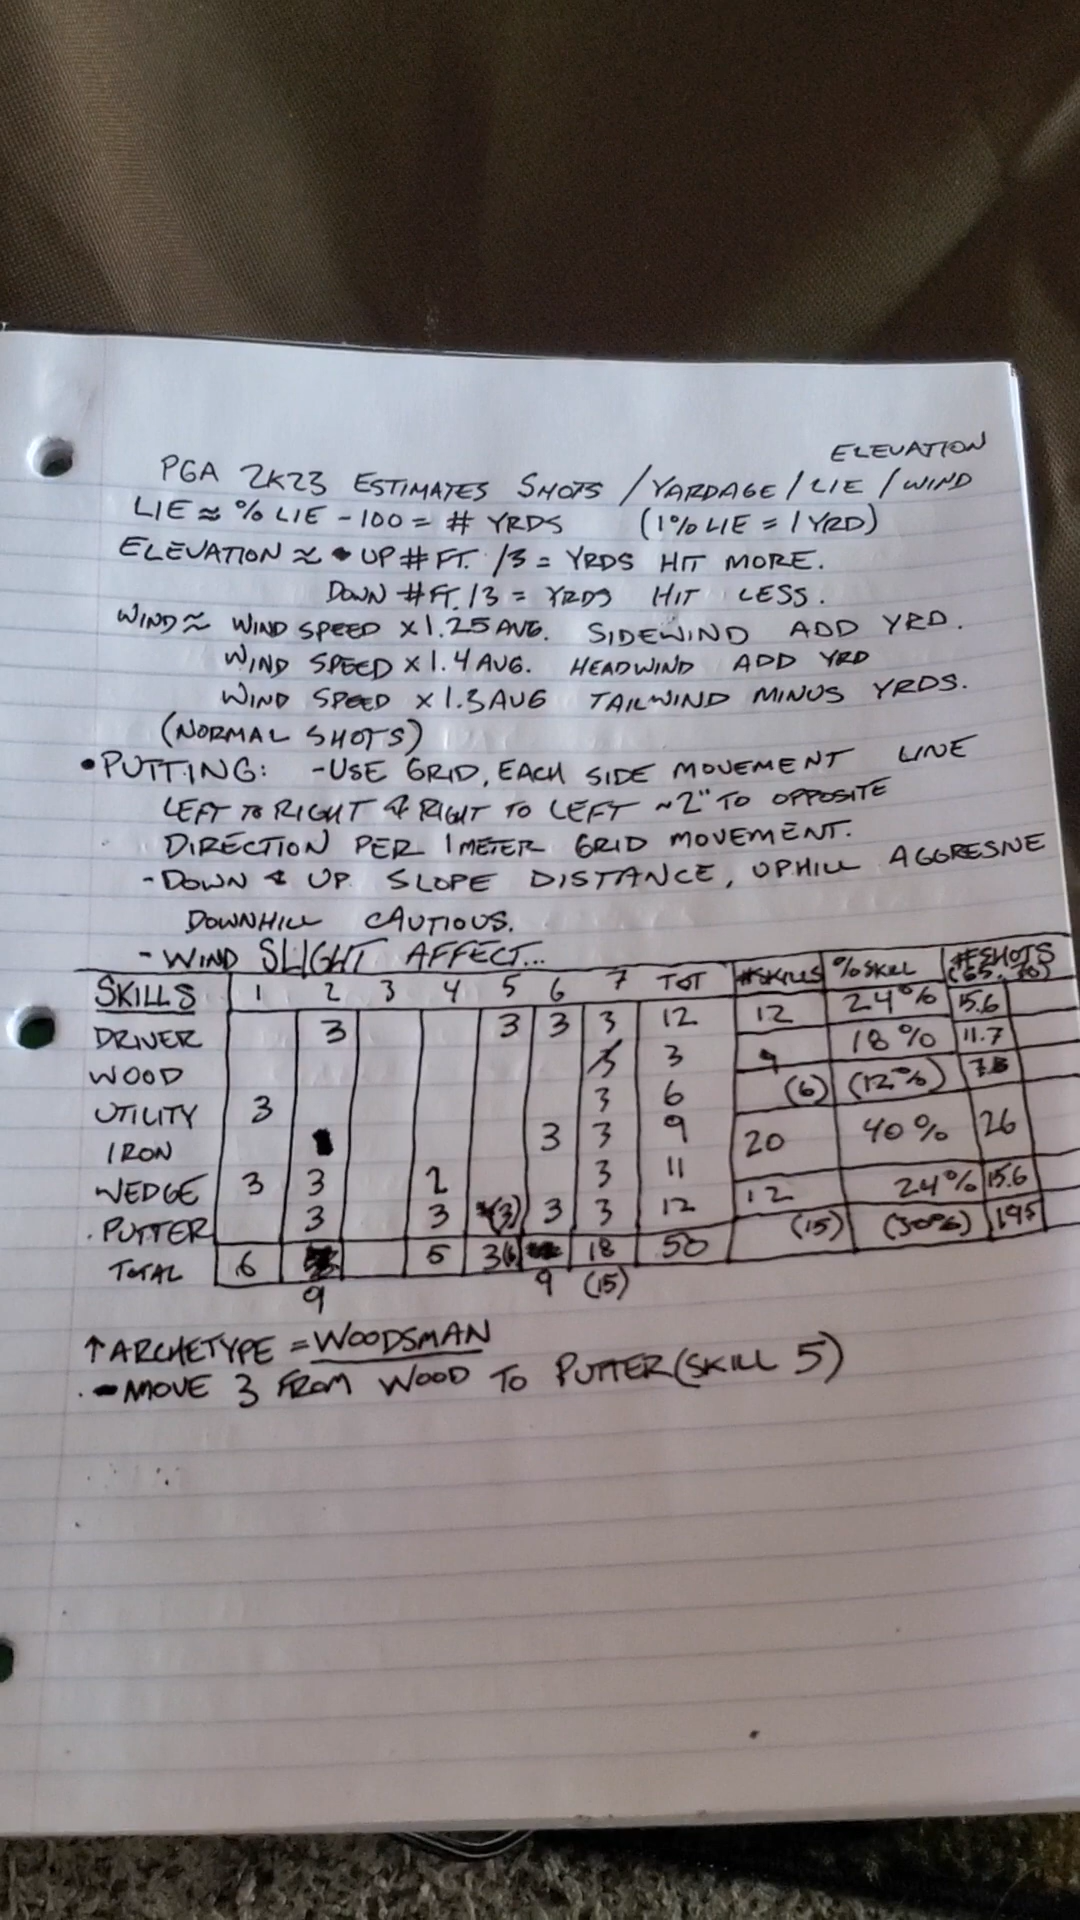 ELEVATION
PGA 2K23 ESTIMATES SHOTS /YARDAGE/LIE/WIND
LIE ≈ % LIE - 100 = # YRDS (1% LIE = 1 YRD)
ELEVATION ≈ UP # FT. /3 = YRDS HIT MORE.
DOWN # FT. /3 = YRDS HIT LESS.
WIND ≈ WIND SPEED X 1.25 AVG. SIDEWIND ADD YRD.
WIND SPEED X 1.4 AVG. HEADWIND ADD YRD
WIND SPEED X 1.3 AVG TAILWIND MINUS YRDS.
(NORMAL SHOTS)
• PUTTING: - USE GRID, EACH SIDE MOVEMENT LINE
LEFT TO RIGHT & RIGHT TO LEFT ~2" TO OPPOSITE
DIRECTION PER 1 METER GRID MOVEMENT.
- DOWN & UP SLOPE DISTANCE, UPHILL AGGRESIVE
DOWNHILL CAUTIOUS.
- WIND SLIGHT AFFECT...
SKILLS 1 2 3 4 5 6 7 TOT #SKILLS % SKILL #SHOTS
DRIVER 3 3 3 3 12 12 24% 15.6
WOOD 3 3 9 18% 11.7
UTILITY 3 3 6 (6) (12%) 7.8
IRON 3 3 9 20 40% 26
WEDGE 3 3 2 3 11 12 24% 15.6
PUTTER 3 3 (3) 3 3 12 (15) (30%) 19.5
TOTAL 6 5 18 50
9 9 (15)
↑ ARCHETYPE = WOODSMAN
- MOVE 3 FROM WOOD TO PUTTER (SKILL 5)